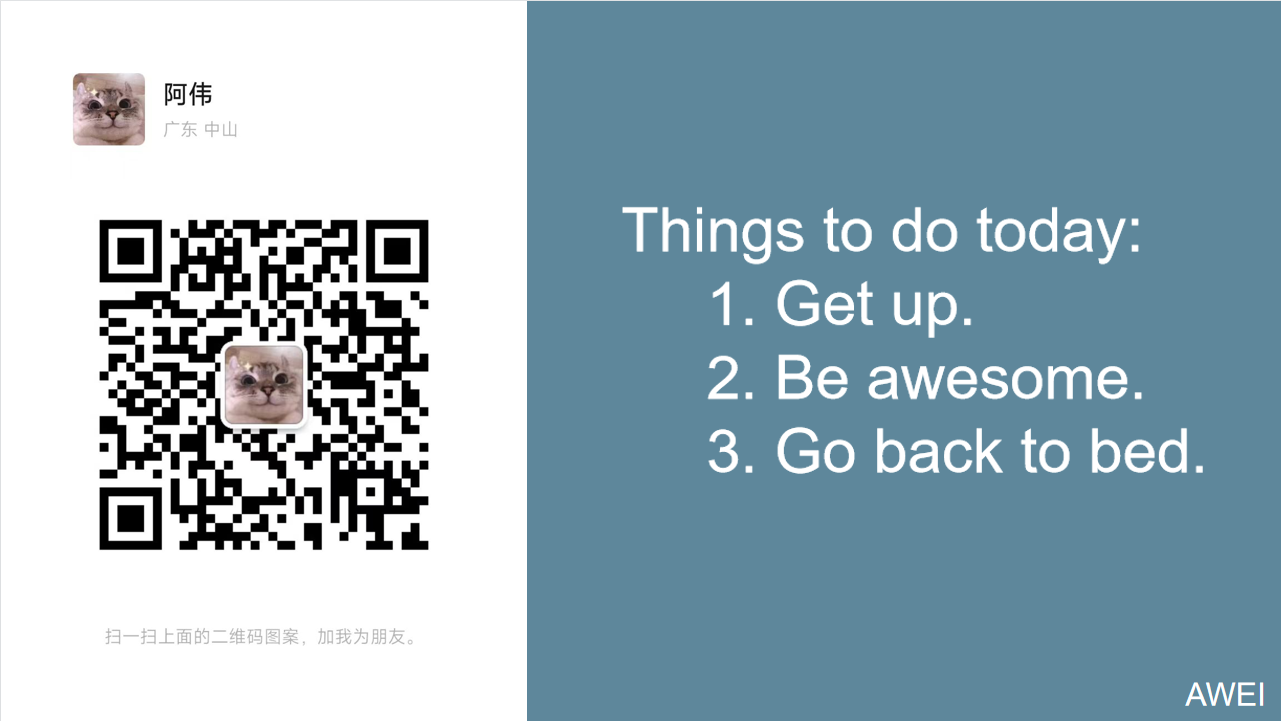 阿伟
广东 中山
扫一扫上面的二维码图案，加我为朋友。
Things to do today:
1. Get up.
2. Be awesome.
3. Go back to bed.
AWEI